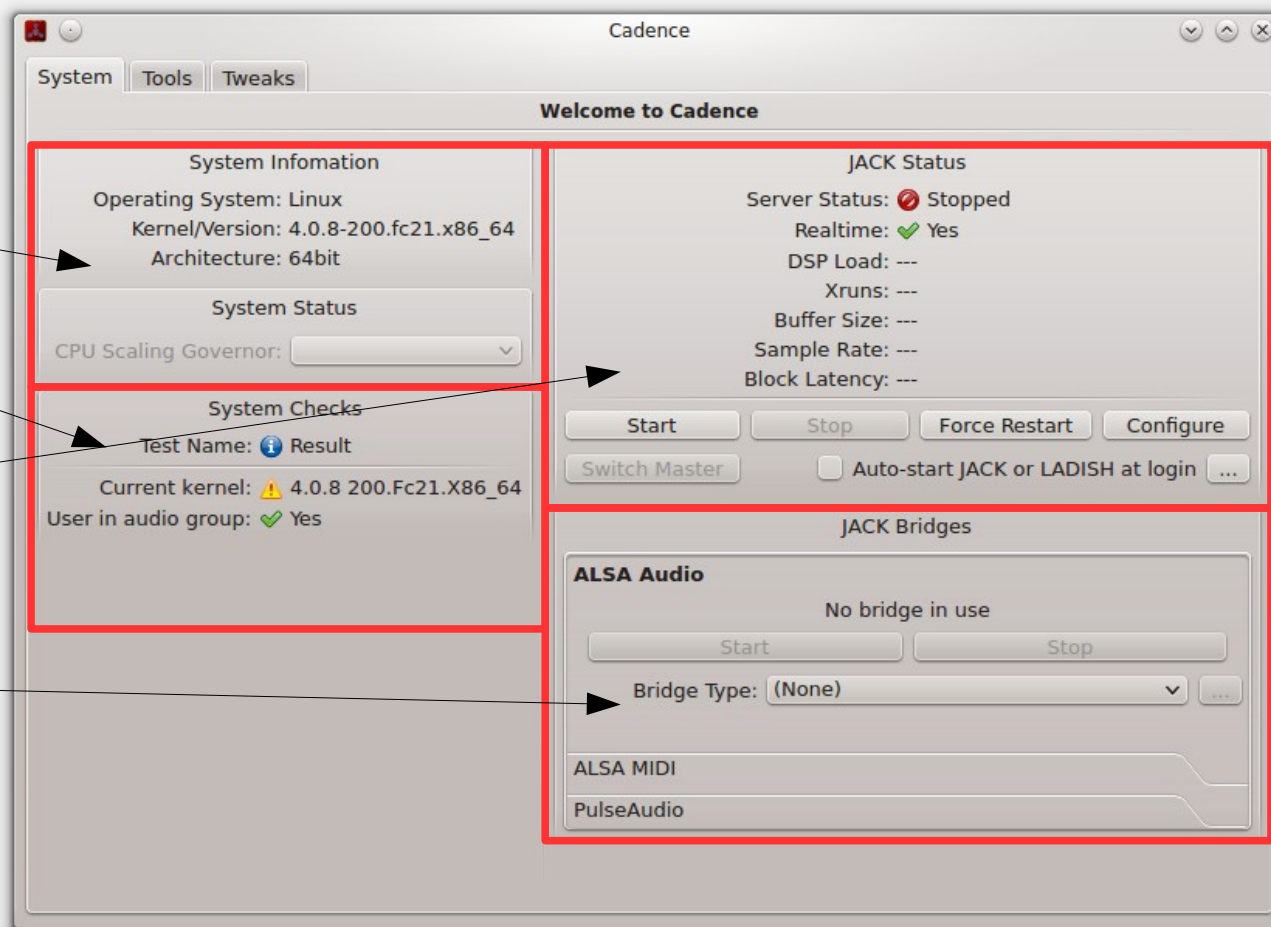 Cadence
System Tools Tweaks
Welcome to Cadence
System Infomation
Operating System: Linux
Kernel/Version: 4.0.8-200.fc21.x86_64
Architecture: 64bit
System Status
CPU Scaling Governor:
System Checks
Test Name: Result
Current kernel: 4.0.8 200.Fc21.X86_64
User in audio group: Yes
JACK Status
Server Status: Stopped
Realtime: Yes
DSP Load: ---
Xruns: ---
Buffer Size: ---
Sample Rate: ---
Block Latency: ---
Start Stop Force Restart Configure
Switch Master Auto-start JACK or LADISH at login ...
JACK Bridges
ALSA Audio
No bridge in use
Start Stop
Bridge Type: (None) ...
ALSA MIDI
PulseAudio